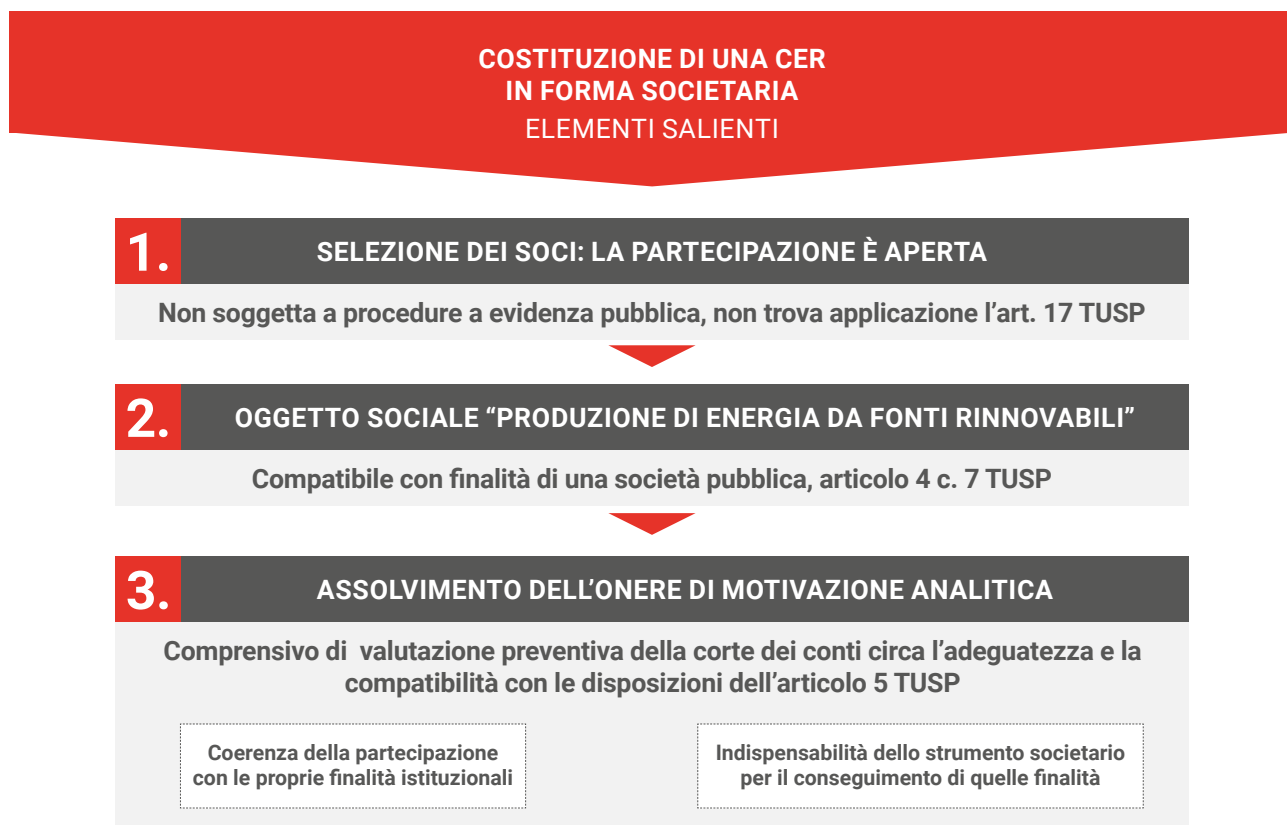 COSTITUZIONE DI UNA CER
IN FORMA SOCIETARIA
ELEMENTI SALIENTI
1.
SELEZIONE DEI SOCI: LA PARTECIPAZIONE È APERTA
Non soggetta a procedure a evidenza pubblica, non trova applicazione l’art. 17 TUSP
2.
OGGETTO SOCIALE “PRODUZIONE DI ENERGIA DA FONTI RINNOVABILI”
Compatibile con finalità di una società pubblica, articolo 4 c. 7 TUSP
3.
ASSOLVIMENTO DELL’ONERE DI MOTIVAZIONE ANALITICA
Comprensivo di valutazione preventiva della corte dei conti circa l’adeguatezza e la
compatibilità con le disposizioni dell’articolo 5 TUSP
Coerenza della partecipazione
con le proprie finalità istituzionali
Indispensabilità dello strumento societario
per il conseguimento di quelle finalità